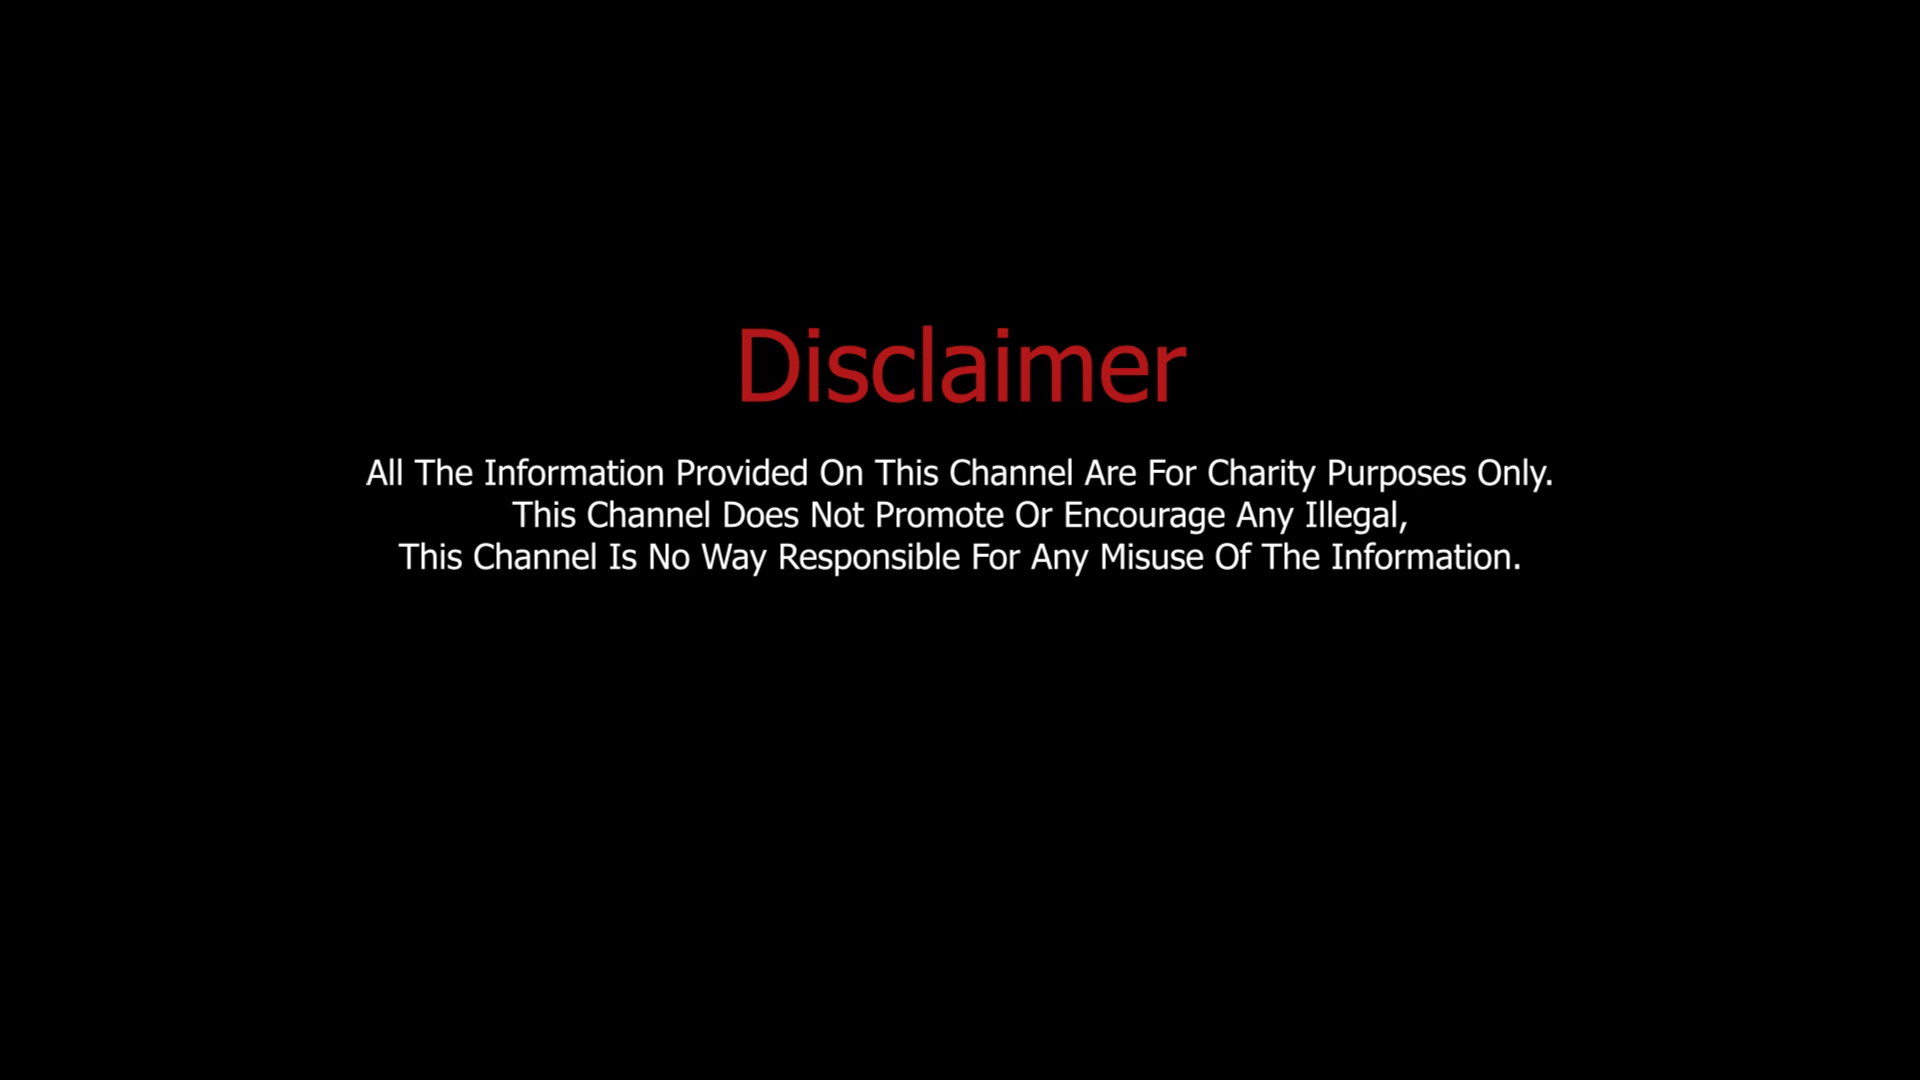 Disclaimer
All The Information Provided On This Channel Are For Charity Purposes Only.
This Channel Does Not Promote Or Encourage Any Illegal,
This Channel Is No Way Responsible For Any Misuse Of The Information.